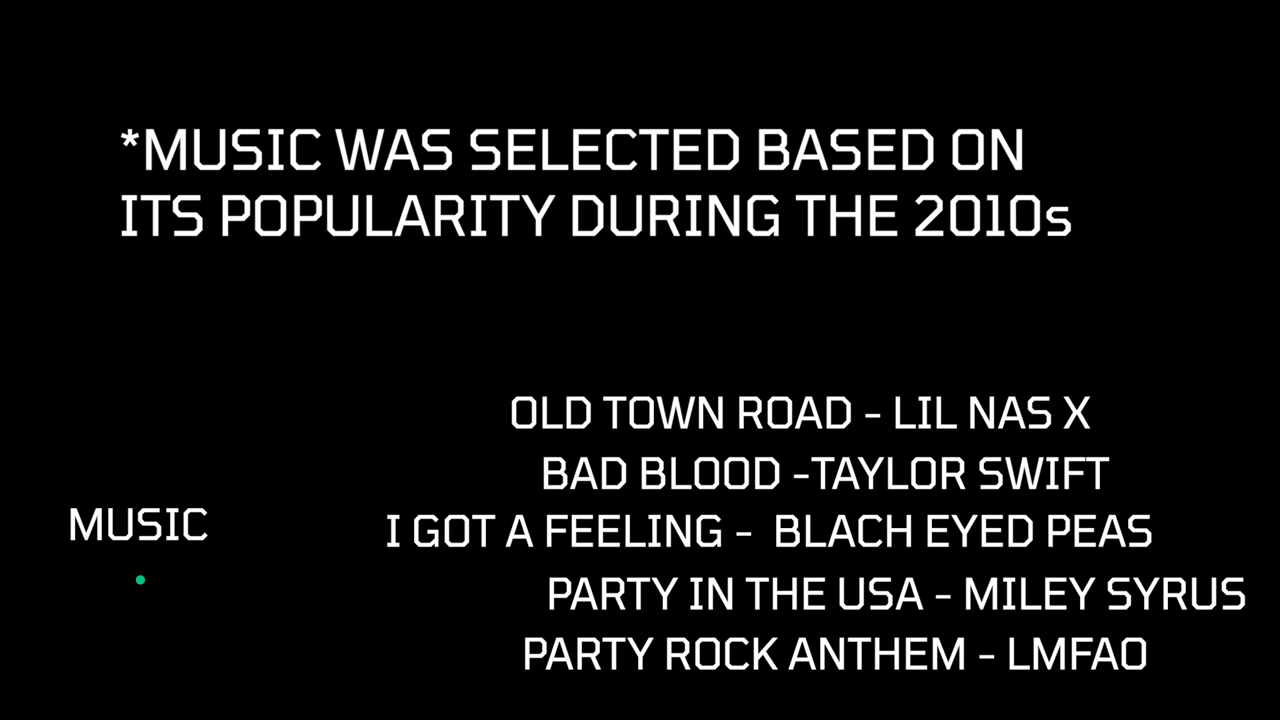 *MUSIC WAS SELECTED BASED ON
ITS POPULARITY DURING THE 2010s
OLD TOWN ROAD - LIL NAS X
BAD BLOOD -TAYLOR SWIFT
MUSIC
I GOT A FEELING - BLACH EYED PEAS
PARTY IN THE USA - MILEY SYRUS
PARTY ROCK ANTHEM - LMFAO